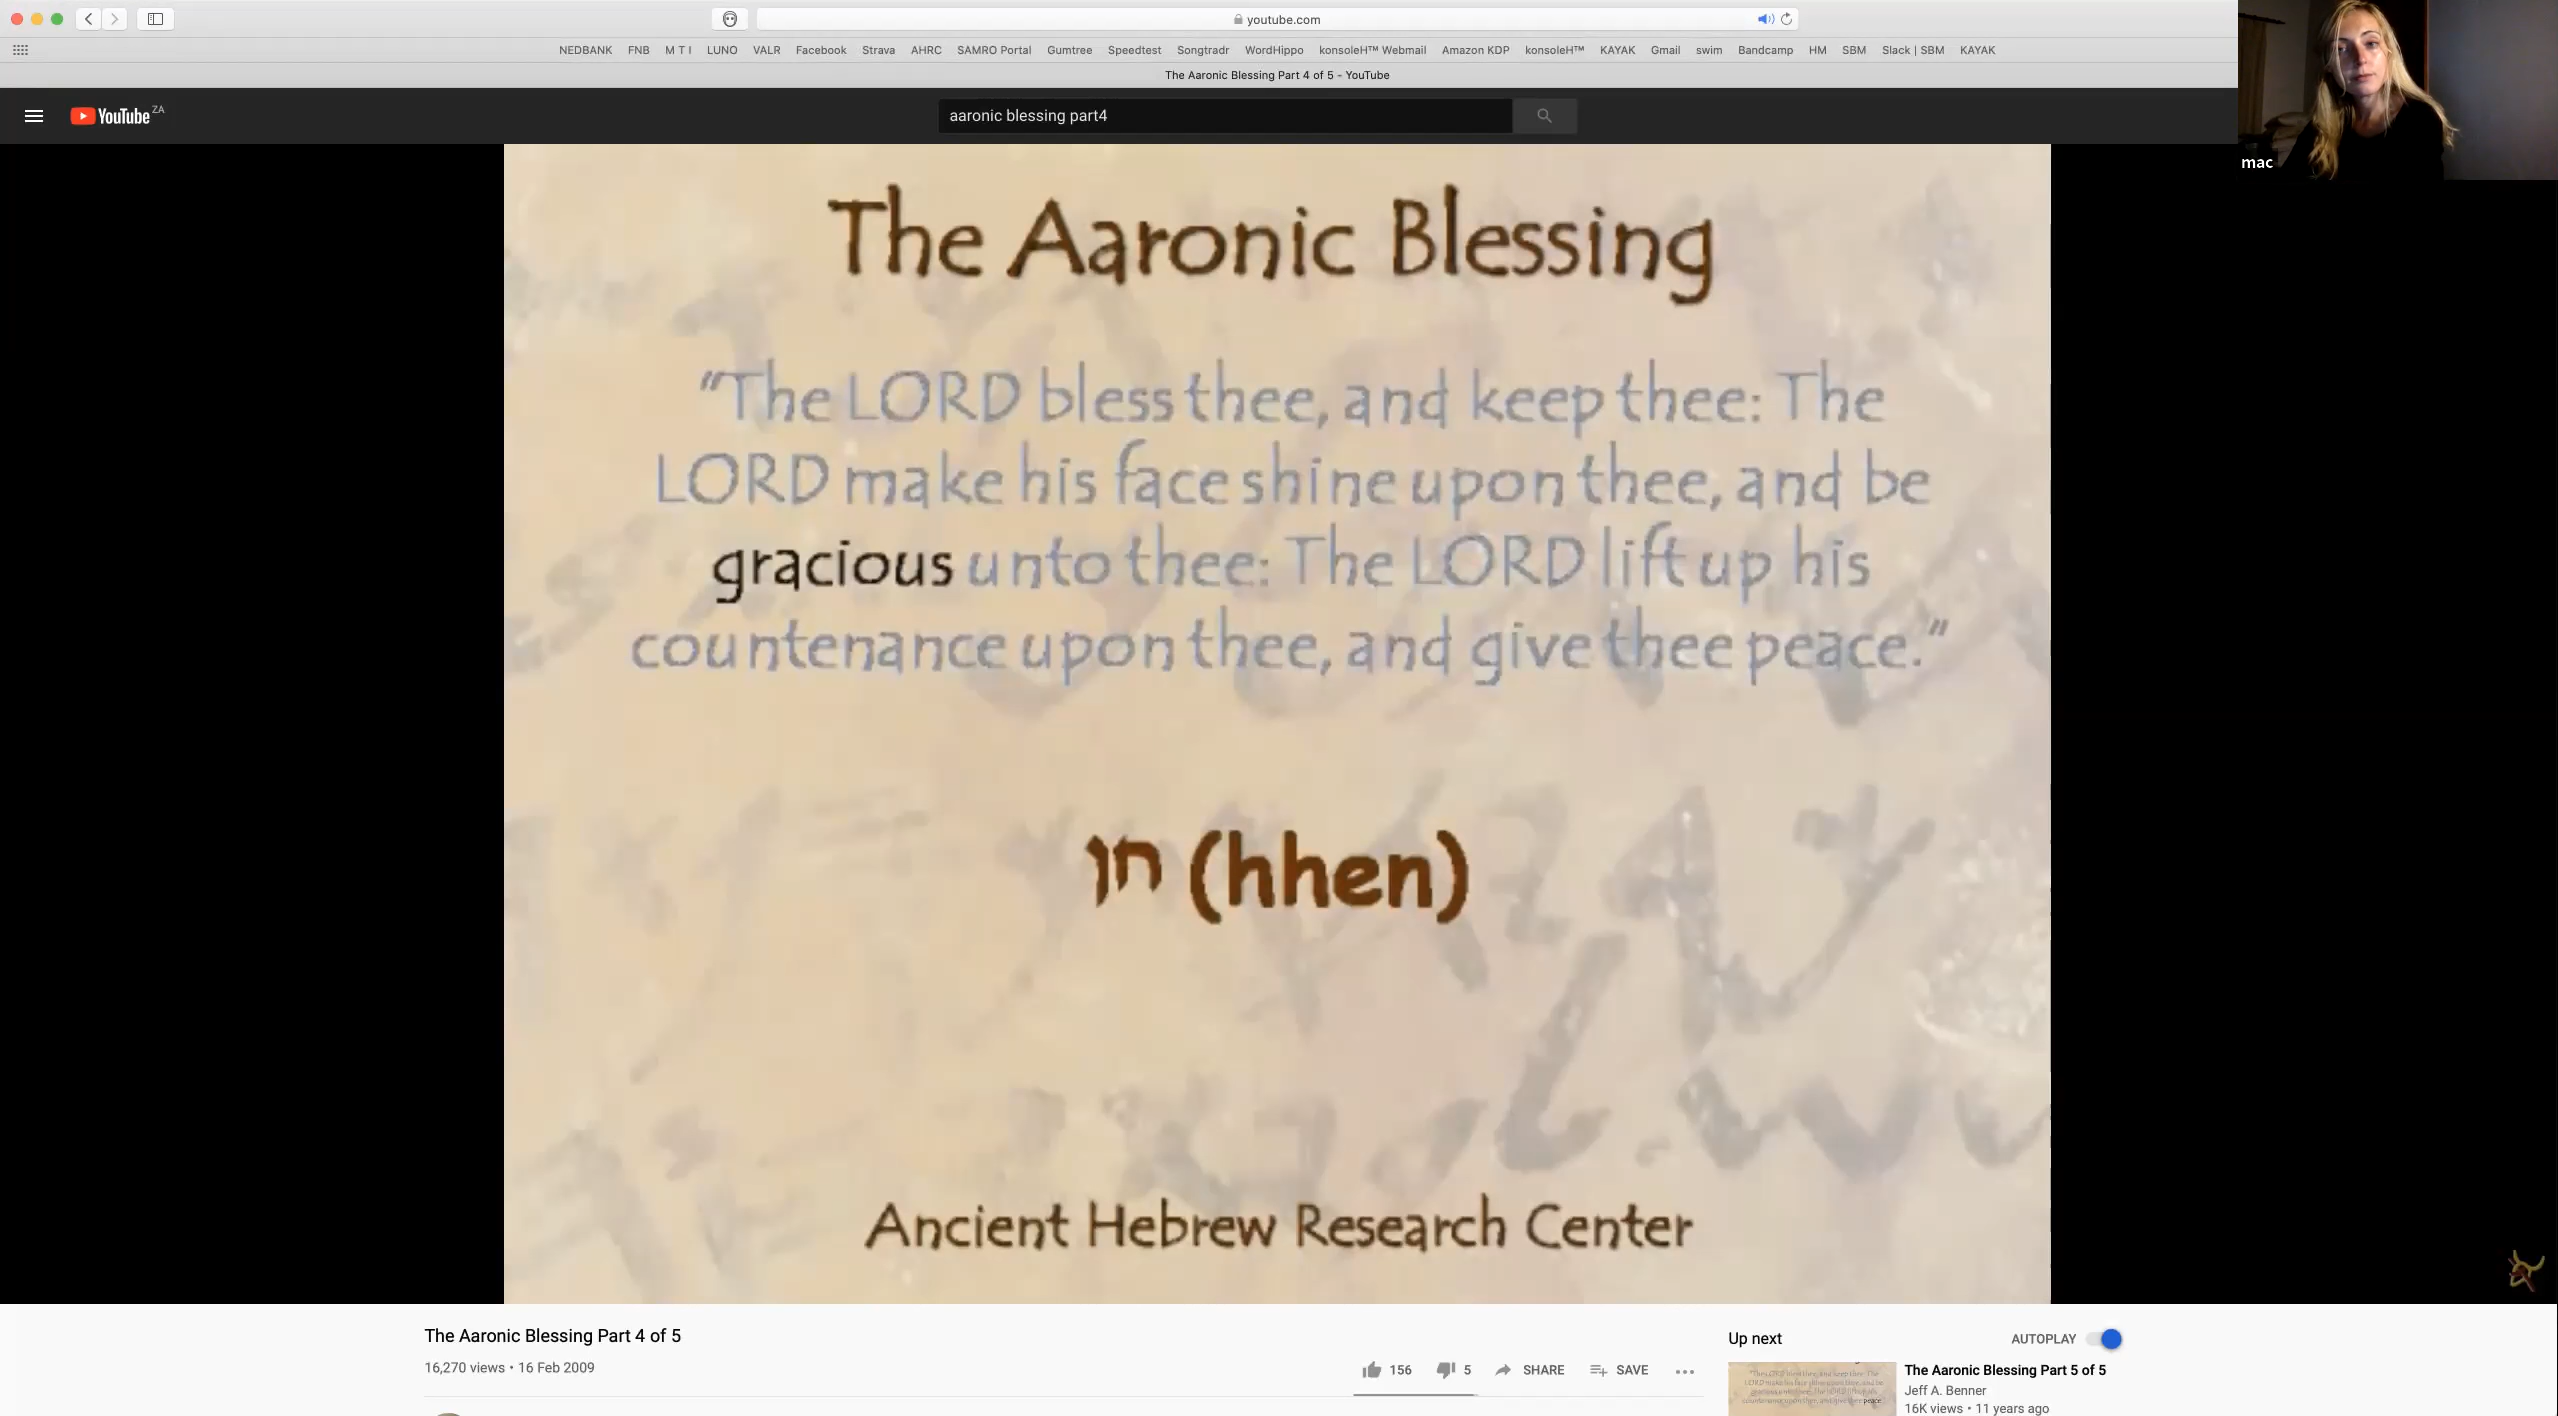 youtube.com
NEDBANK FNB M T I LUNO VALR Facebook Strava AHRC SAMRO Portal Gumtree Speedtest Songtradr WordHippo konsoleH™ Webmail Amazon KDP konsoleH™ KAYAK Gmail swim Bandcamp HM SBM Slack | SBM KAYAK
The Aaronic Blessing Part 4 of 5 - YouTube
YouTube ZA
aaronic blessing part4
mac
The Aaronic Blessing
"The LORD bless thee, and keep thee: The
LORD make his face shine upon thee, and be
gracious unto thee: The LORD lift up his
countenance upon thee, and give thee peace."
חן (hhen)
Ancient Hebrew Research Center
The Aaronic Blessing Part 4 of 5
16,270 views • 16 Feb 2009
156 5 SHARE SAVE
Up next AUTOPLAY
The Aaronic Blessing Part 5 of 5
Jeff A. Benner
16K views • 11 years ago